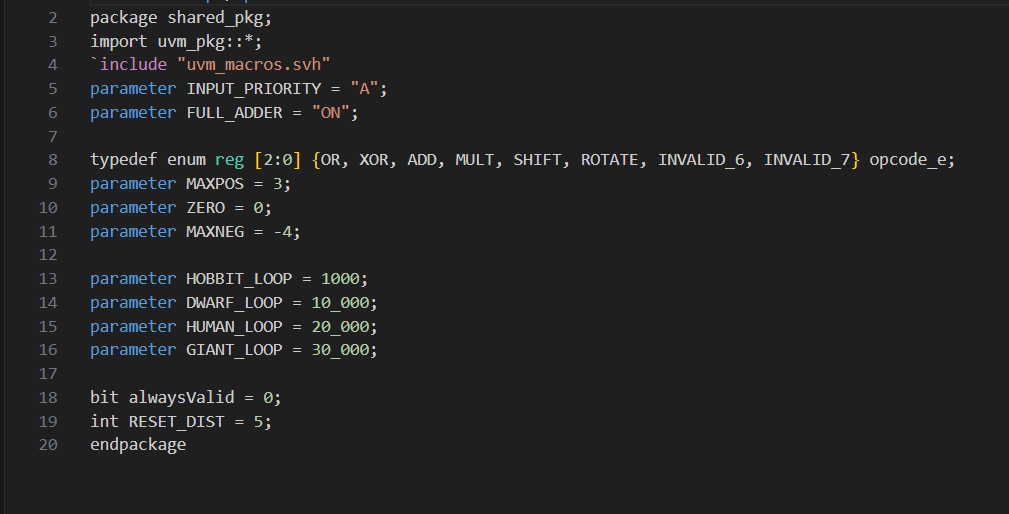 2 package shared_pkg;
3 import uvm_pkg::*;
4 `include "uvm_macros.svh"
5 parameter INPUT_PRIORITY = "A";
6 parameter FULL_ADDER = "ON";
7
8 typedef enum reg [2:0] {OR, XOR, ADD, MULT, SHIFT, ROTATE, INVALID_6, INVALID_7} opcode_e;
9 parameter MAXPOS = 3;
10 parameter ZERO = 0;
11 parameter MAXNEG = -4;
12
13 parameter HOBBIT_LOOP = 1000;
14 parameter DWARF_LOOP = 10_000;
15 parameter HUMAN_LOOP = 20_000;
16 parameter GIANT_LOOP = 30_000;
17
18 bit alwaysValid = 0;
19 int RESET_DIST = 5;
20 endpackage